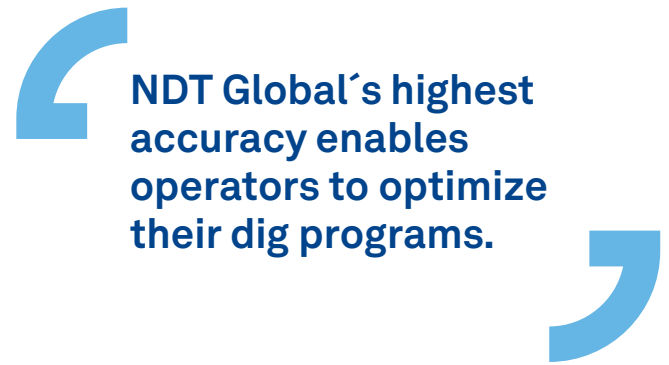 NDT Global´s highest
accuracy enables
operators to optimize
their dig programs.